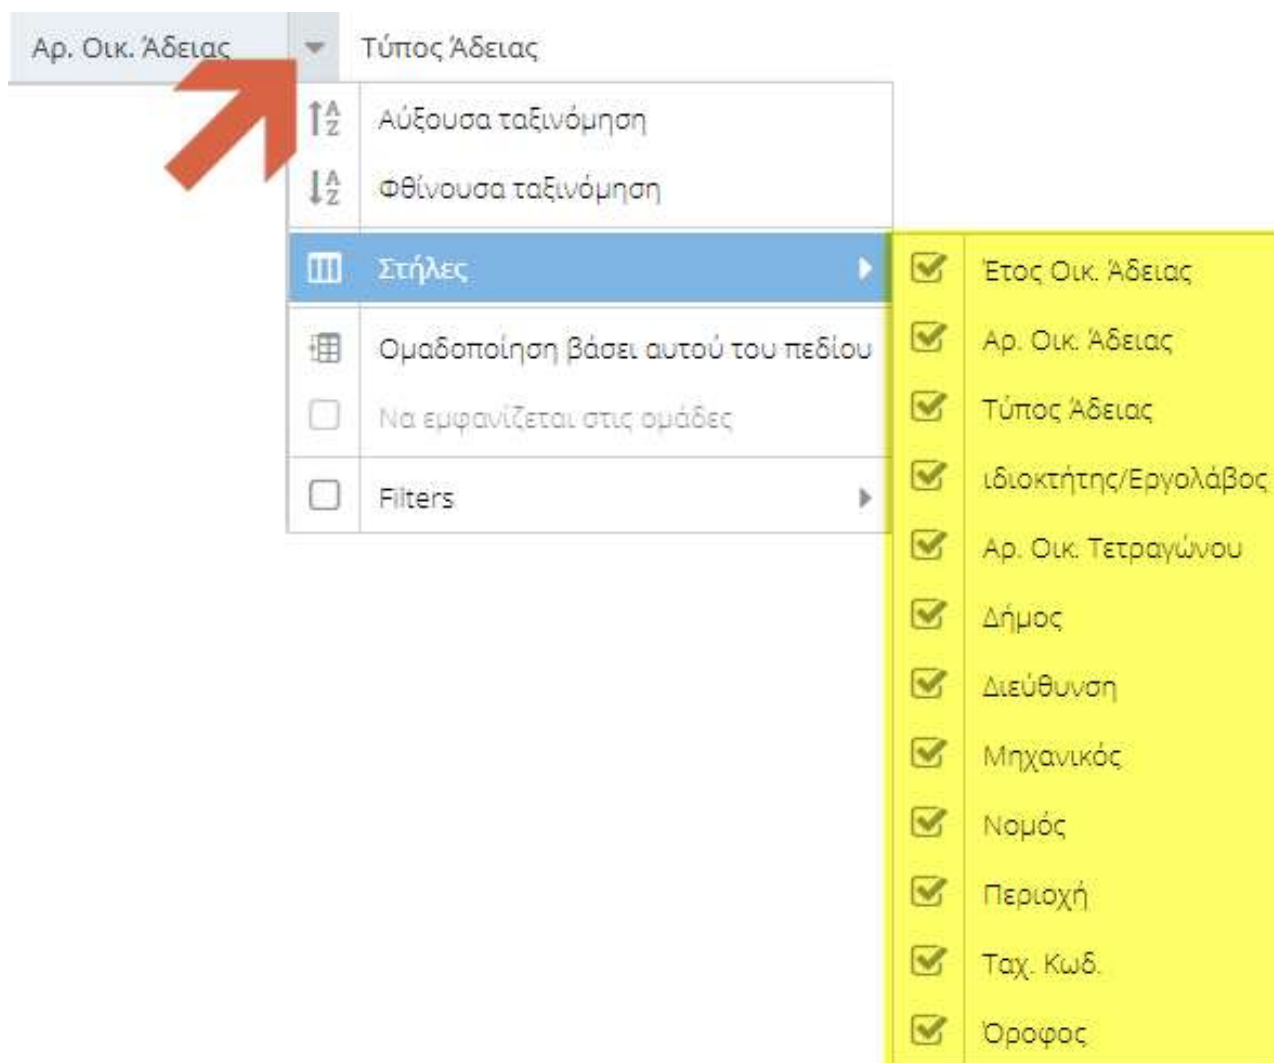 Αρ. Οικ. Άδειας
Τύπος Άδειας
Αύξουσα ταξινόμηση
Φθίνουσα ταξινόμηση
Στήλες
Ομαδοποίηση βάσει αυτού του πεδίου
Να εμφανίζεται στις ομάδες
Filters
Έτος Οικ. Άδειας
Αρ. Οικ. Άδειας
Τύπος Άδειας
ιδιοκτήτης/Εργολάβος
Αρ. Οικ. Τετραγώνου
Δήμος
Διεύθυνση
Μηχανικός
Νομός
Περιοχή
Ταχ. Κωδ.
Όροφος